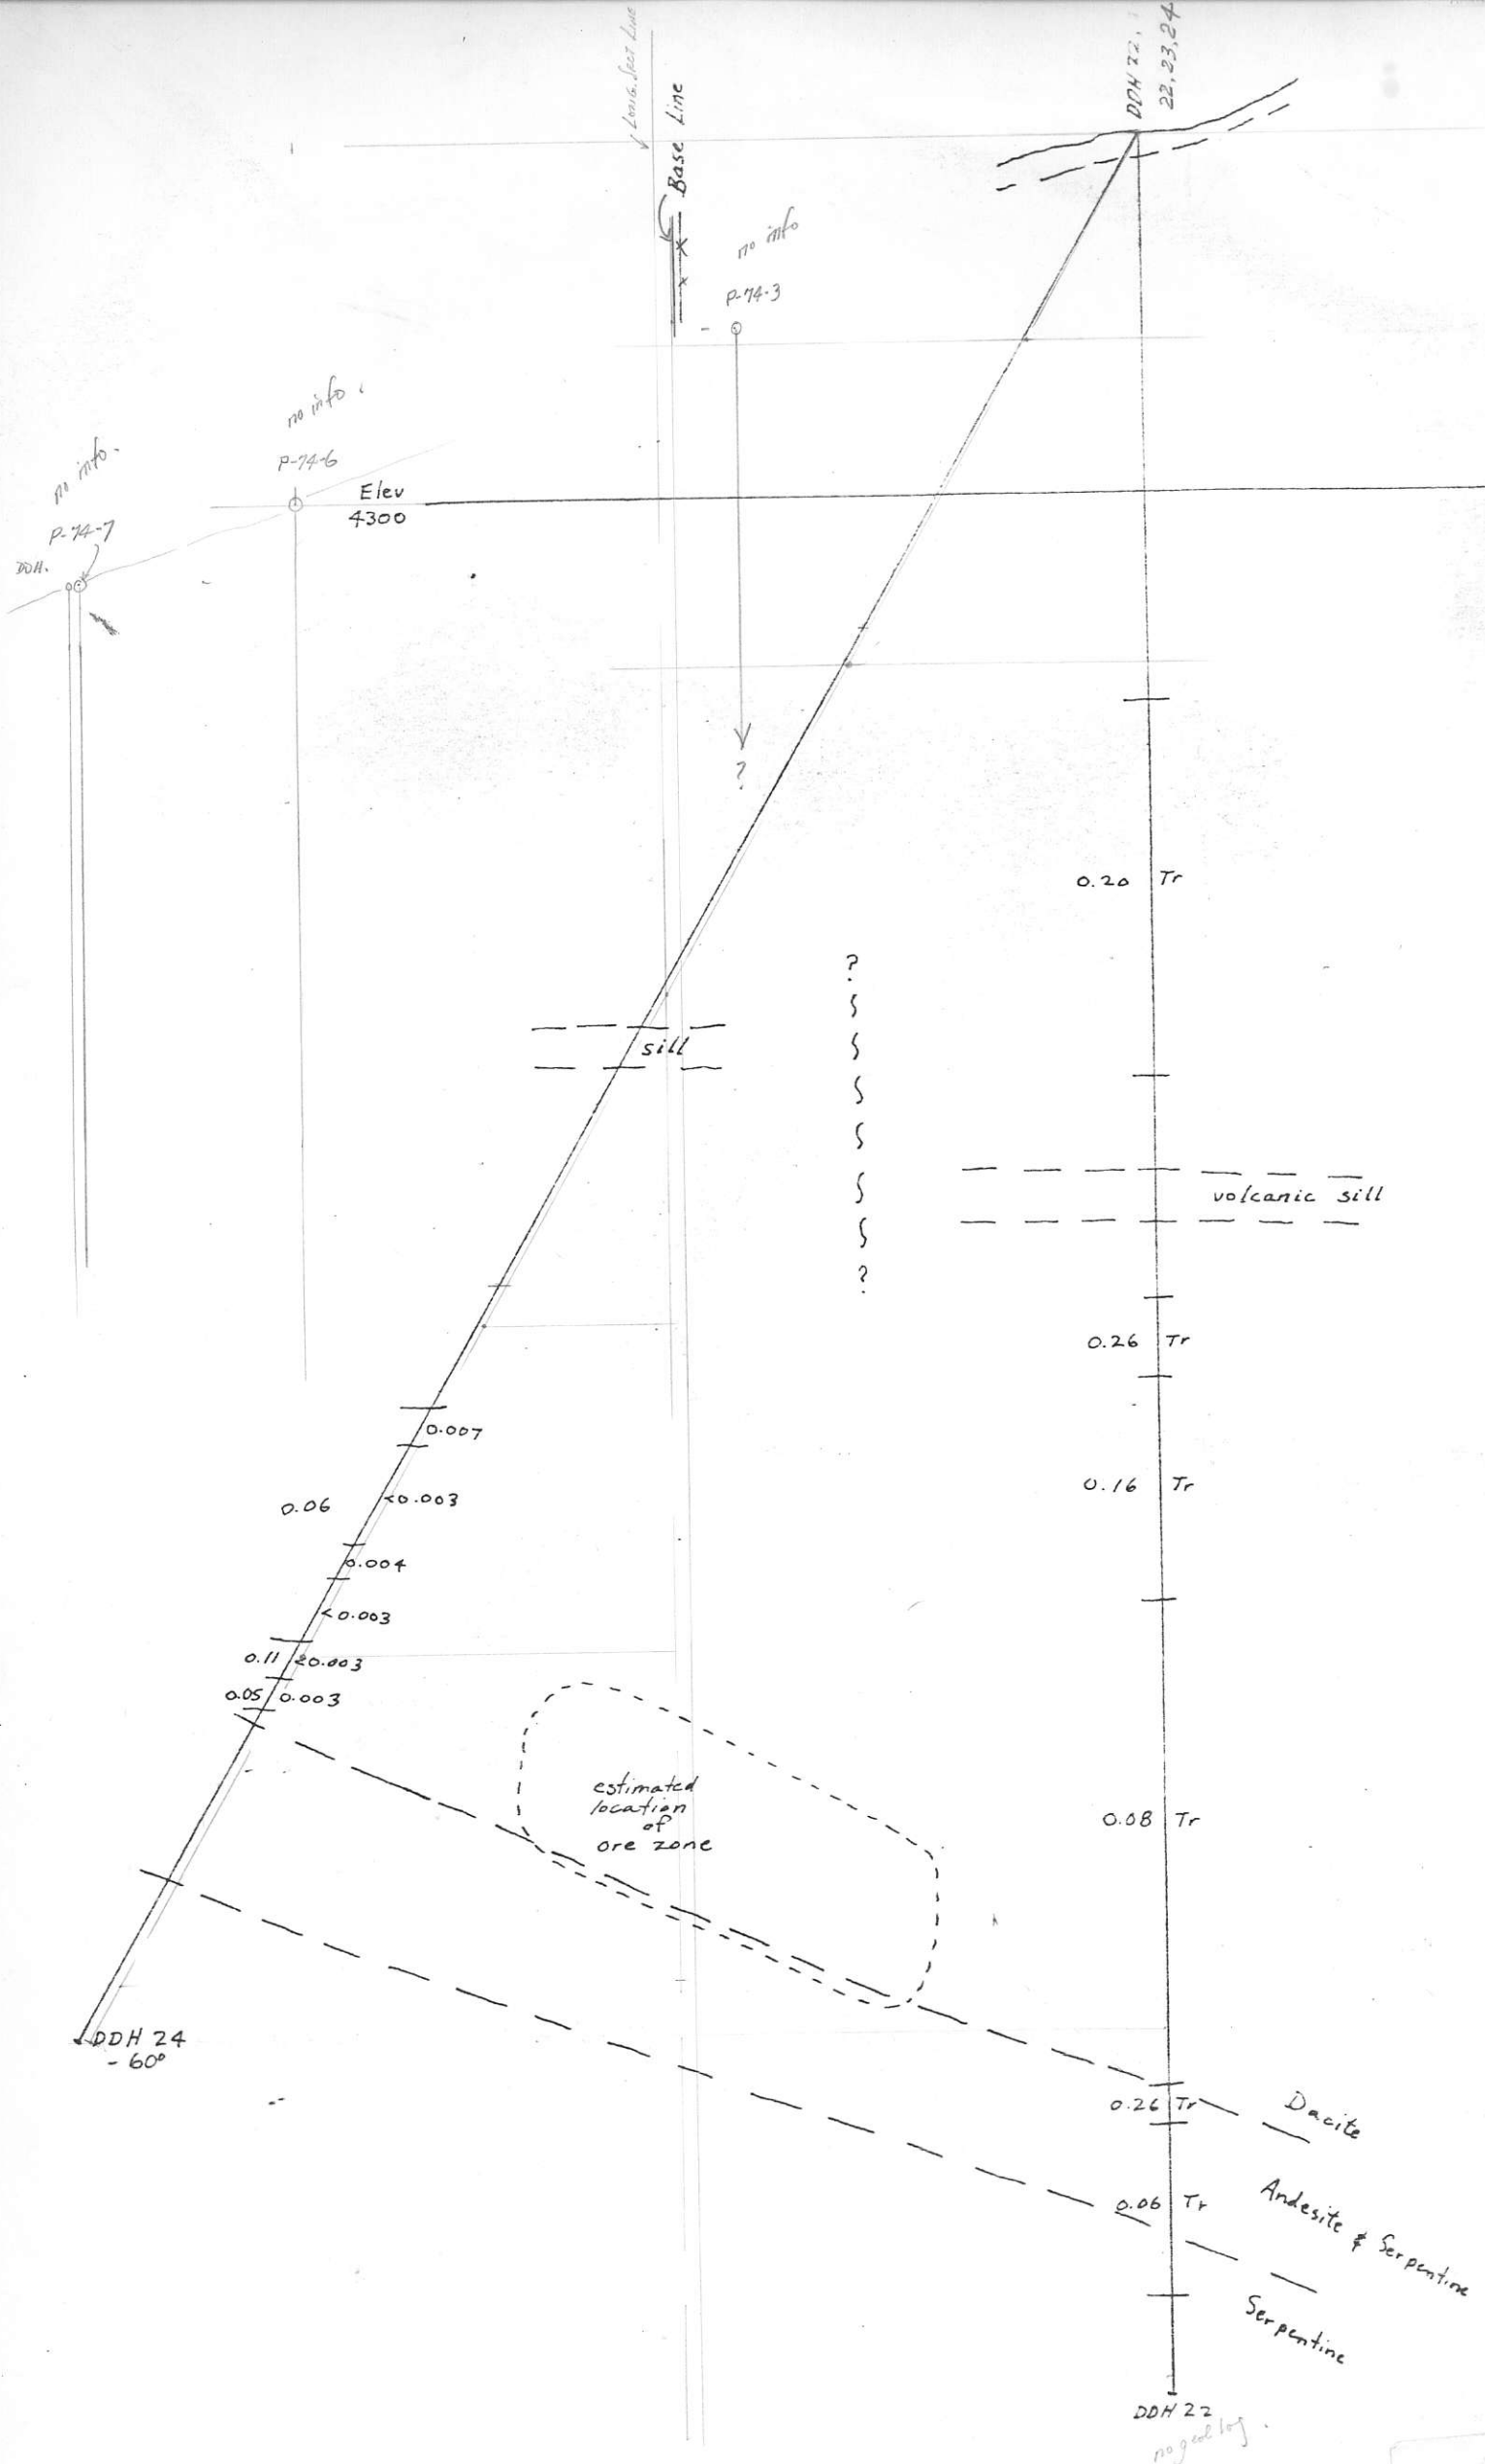 ↓ LONG. SECT LINE
Base Line
DDH 22,
22, 23, 24
no info
P-74-3
no info.
P-74-6
Elev
4300
no info.
P-74-7
DDH.
?
0.20 Tr
?
sill
volcanic sill
?
0.26 Tr
0.007
0.16 Tr
0.06 <0.003
0.004
<0.003
0.11 <0.003
0.05 0.003
estimated
location
of
ore zone
0.08 Tr
DDH 24
- 60°
0.26 Tr
Dacite
0.06 Tr
Andesite & Serpentine
Serpentine
DDH 22
no geol log.